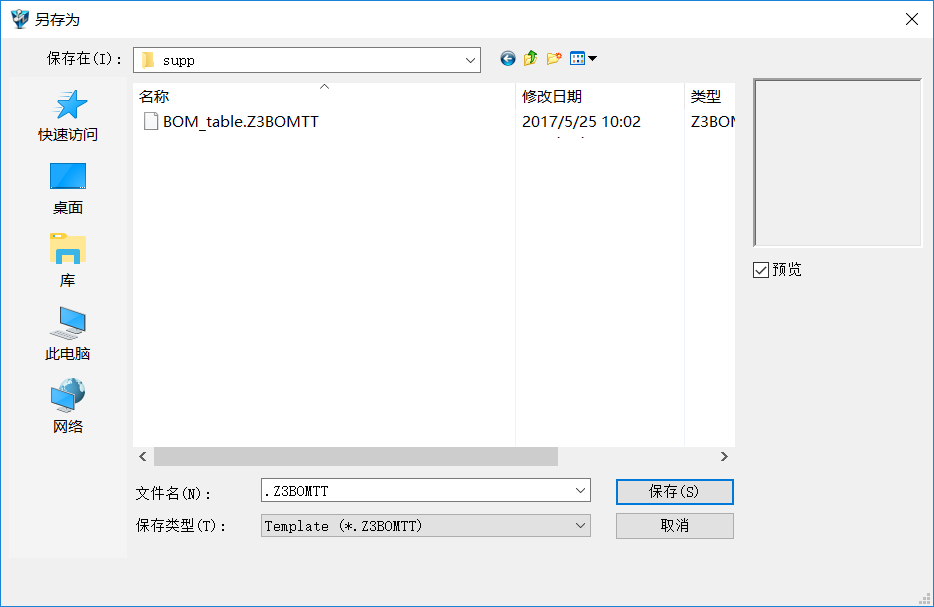 另存为
保存在(I):
supp
名称
修改日期
类型
BOM_table.Z3BOMTT
2017/5/25 10:02
快速访问
桌面
库
此电脑
网络
预览
文件名(N):
.Z3BOMTT
保存(S)
保存类型(T):
Template (*.Z3BOMTT)
取消